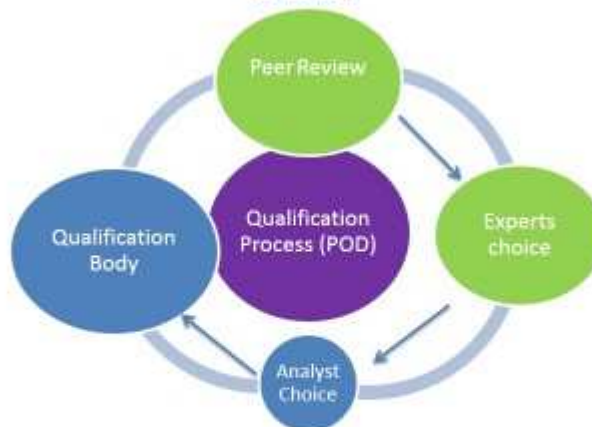 Peer Review
Experts
choice
Qualification
Process (POD)
Qualification
Body
Analyst
Choice